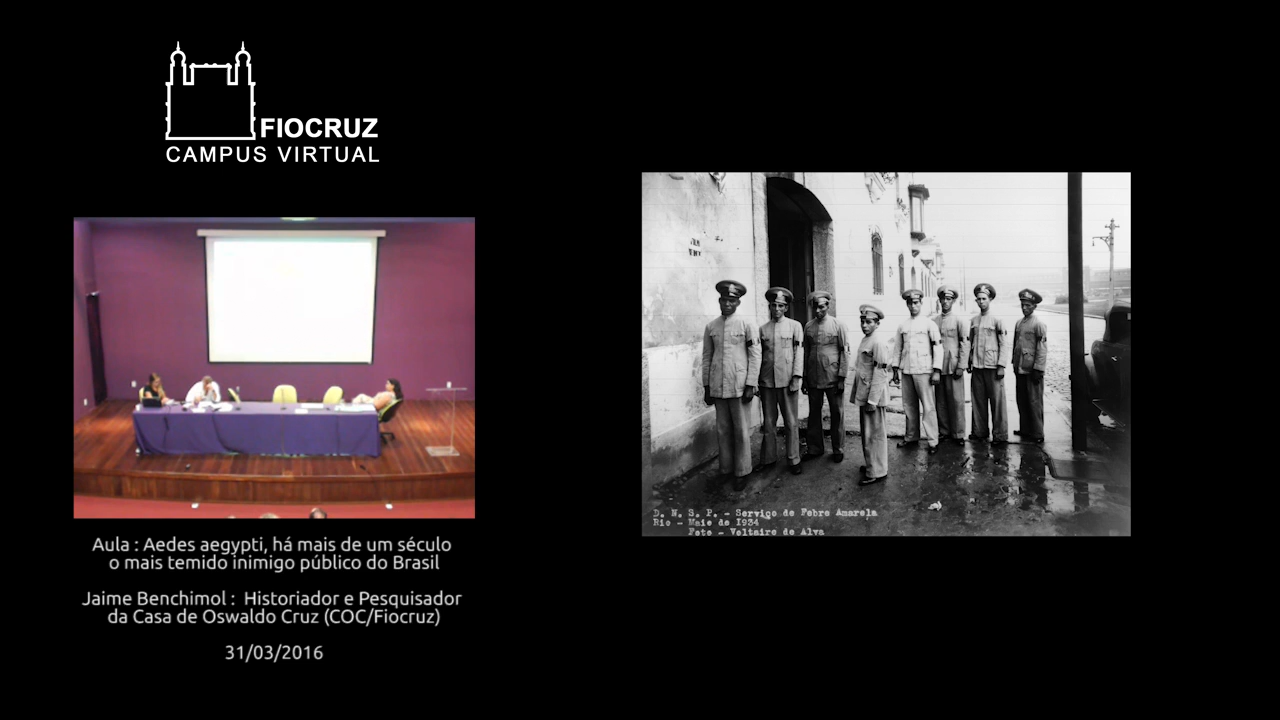 FIOCRUZ
CAMPUS VIRTUAL
Aula : Aedes aegypti, há mais de um século
o mais temido inimigo público do Brasil
Jaime Benchimol : Historiador e Pesquisador
da Casa de Oswaldo Cruz (COC/Fiocruz)
31/03/2016
D. N. S. P. - Serviço de Febre Amarela
Rio - Maio de 1934
Foto - Voltaire de Alva